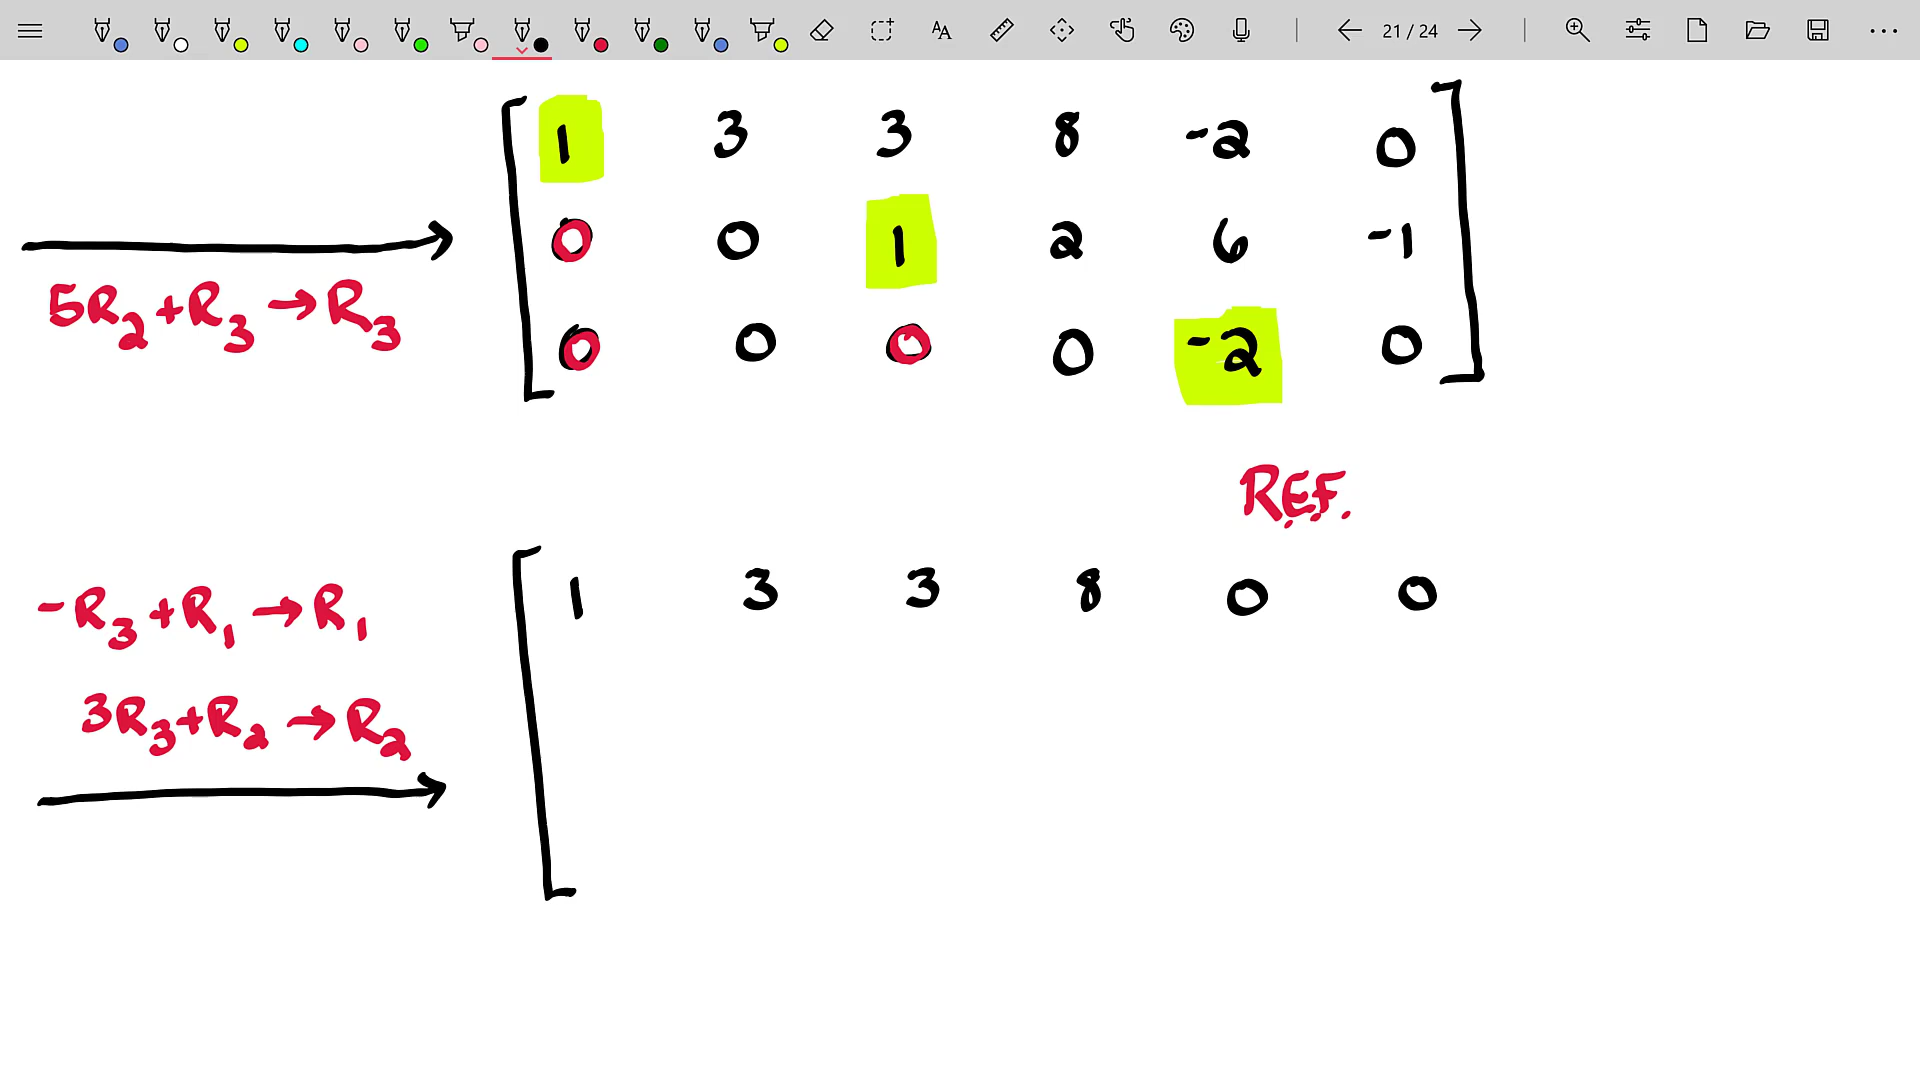 21 / 24
1 3 3 8 -2 0
0 0 1 2 6 -1
5R₂+R₃→R₃
0 0 0 0 -2 0
R.E.F.
1 3 3 8 0 0
-R₃+R₁→R₁
3R₃+R₂→R₂